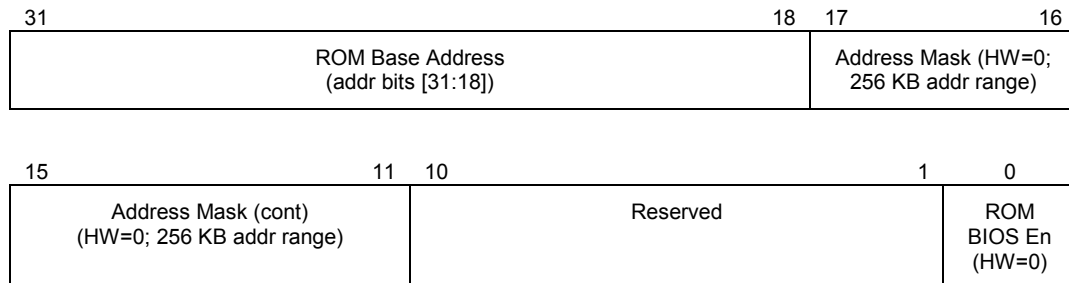 31 18 17 16
ROM Base Address
(addr bits [31:18])
Address Mask (HW=0;
256 KB addr range)
15 11 10 1 0
Address Mask (cont)
(HW=0; 256 KB addr range)
Reserved
ROM
BIOS En
(HW=0)